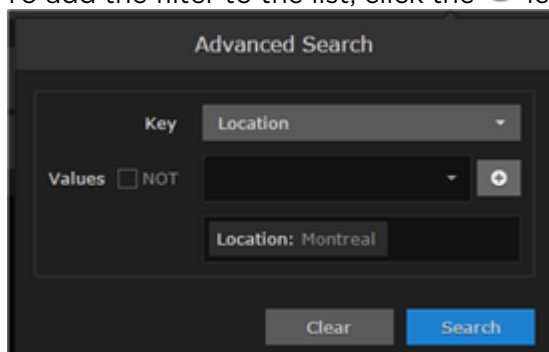 To add the filter to the list, click the
Advanced Search
Key Location
Values NOT
Location: Montreal
Clear Search